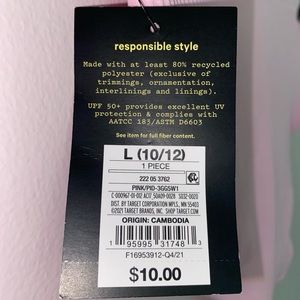 responsible style
Made with at least 80% recycled
polyester (exclusive of
trimmings, ornamentation,
interlinings and linings).
UPF 50+ provides excellent UV
protection & complies with
AATCC 183/ASTM D6603
See item for full fiber content.
L (10/12)
1 PIECE
222 05 3762
PINK/PID-3GG5W1
DIST. BY TARGET CORPORATION MPLS., MN 55403
©2021 TARGET BRANDS, INC. SHOP TARGET.COM
ORIGIN: CAMBODIA
1 95995 31748 3
F16953912-Q4/21
$10.00